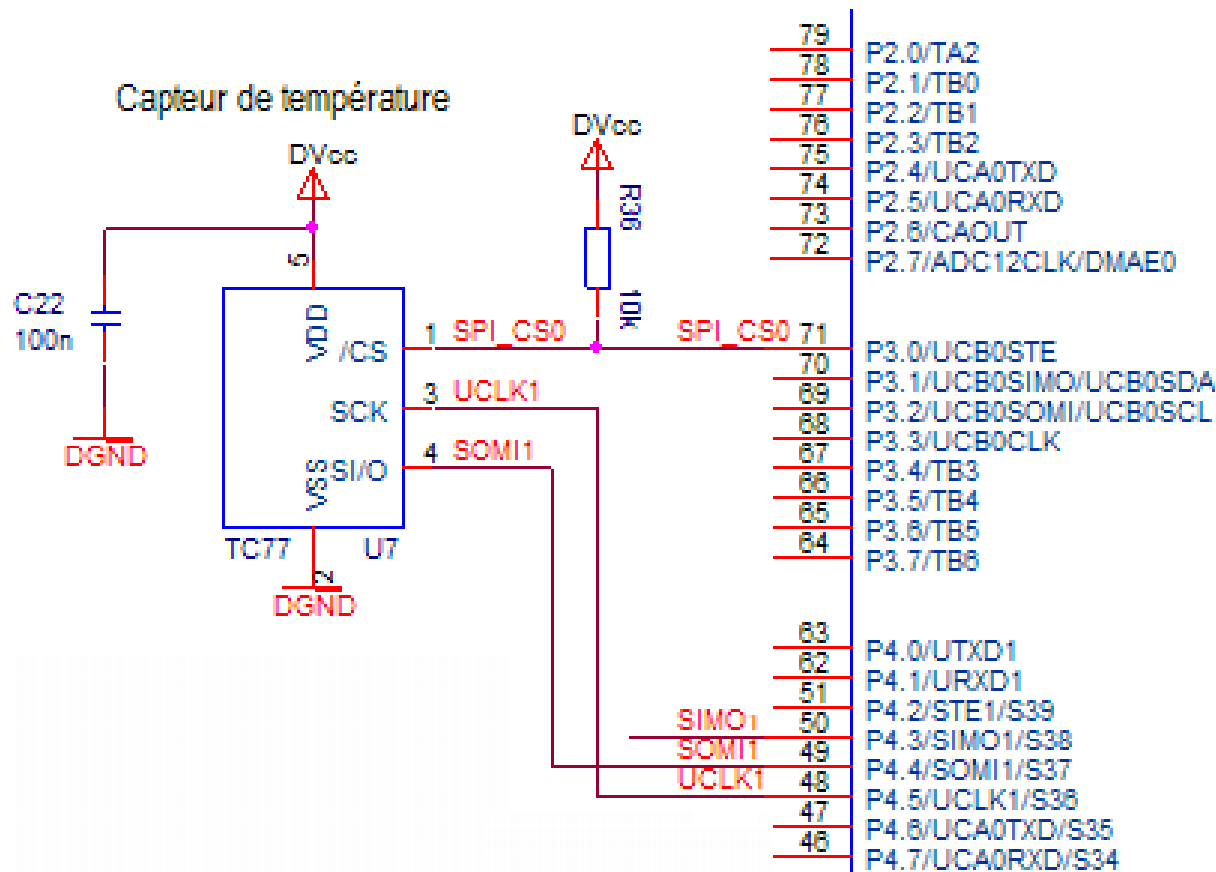 Capteur de température
DVcc
5
C22
100n
DGND
VDD
/CS
SCK
SI/O
VSS
1
3
4
2
SPI_CS0
UCLK1
SOMI1
TC77
U7
DGND
DVcc
R36
10k
SPI_CS0
79
P2.0/TA2
78
P2.1/TB0
77
P2.2/TB1
76
P2.3/TB2
75
P2.4/UCA0TXD
74
P2.5/UCA0RXD
73
P2.6/CAOUT
72
P2.7/ADC12CLK/DMAE0
71
P3.0/UCB0STE
70
P3.1/UCB0SIMO/UCB0SDA
69
P3.2/UCB0SOMI/UCB0SCL
68
P3.3/UCB0CLK
67
P3.4/TB3
66
P3.5/TB4
65
P3.6/TB5
64
P3.7/TB6
63
P4.0/UTXD1
62
P4.1/URXD1
51
P4.2/STE1/S39
SIMO1
50
P4.3/SIMO1/S38
SOMI1
49
P4.4/SOMI1/S37
UCLK1
48
P4.5/UCLK1/S36
47
P4.6/UCA0TXD/S35
46
P4.7/UCA0RXD/S34